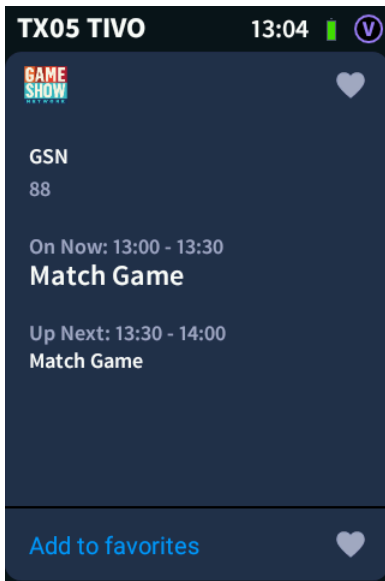 TX05 TIVO 13:04 V
GAME
SHOW
NETWORK
GSN
88
On Now: 13:00 - 13:30
Match Game
Up Next: 13:30 - 14:00
Match Game
Add to favorites